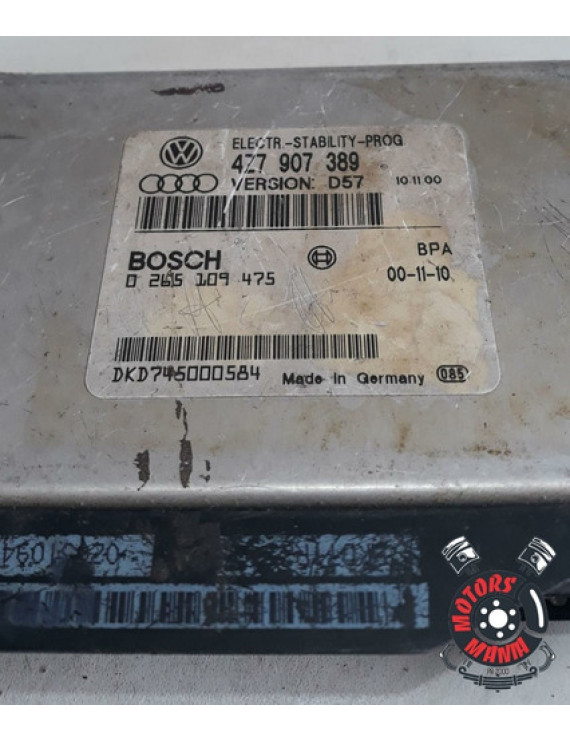 ELECTR.-STABILITY-PROG
4Z7 907 389
VERSION: D57 10 11 00
BOSCH BPA
0 265 109 475 00-11-10
DKD745000584 Made in Germany 085
MOTORS
MANIA